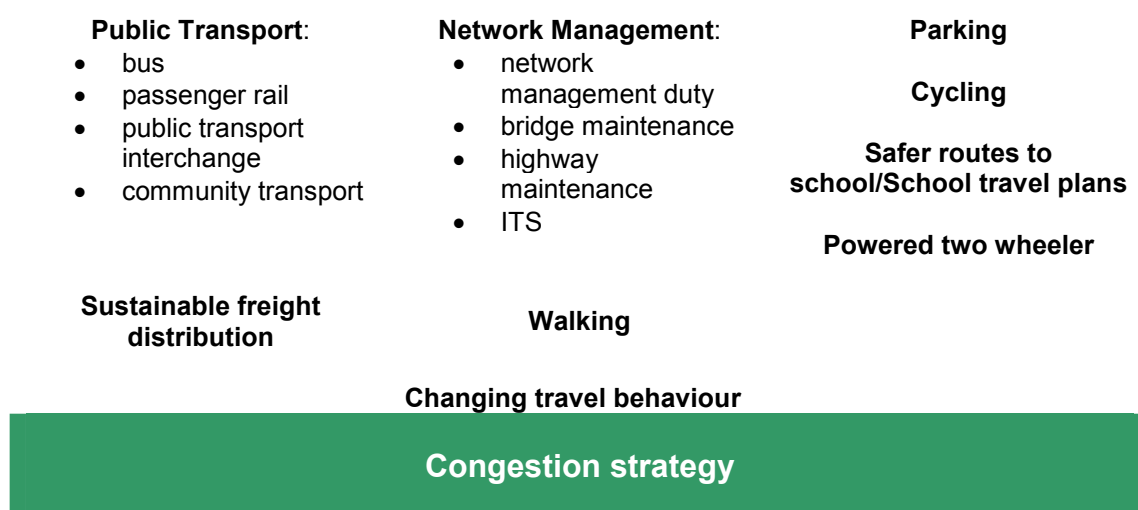 Public Transport:
• bus
• passenger rail
• public transport
interchange
• community transport
Network Management:
• network
management duty
• bridge maintenance
• highway
maintenance
• ITS
Parking
Cycling
Safer routes to
school/School travel plans
Powered two wheeler
Sustainable freight
distribution
Walking
Changing travel behaviour
Congestion strategy